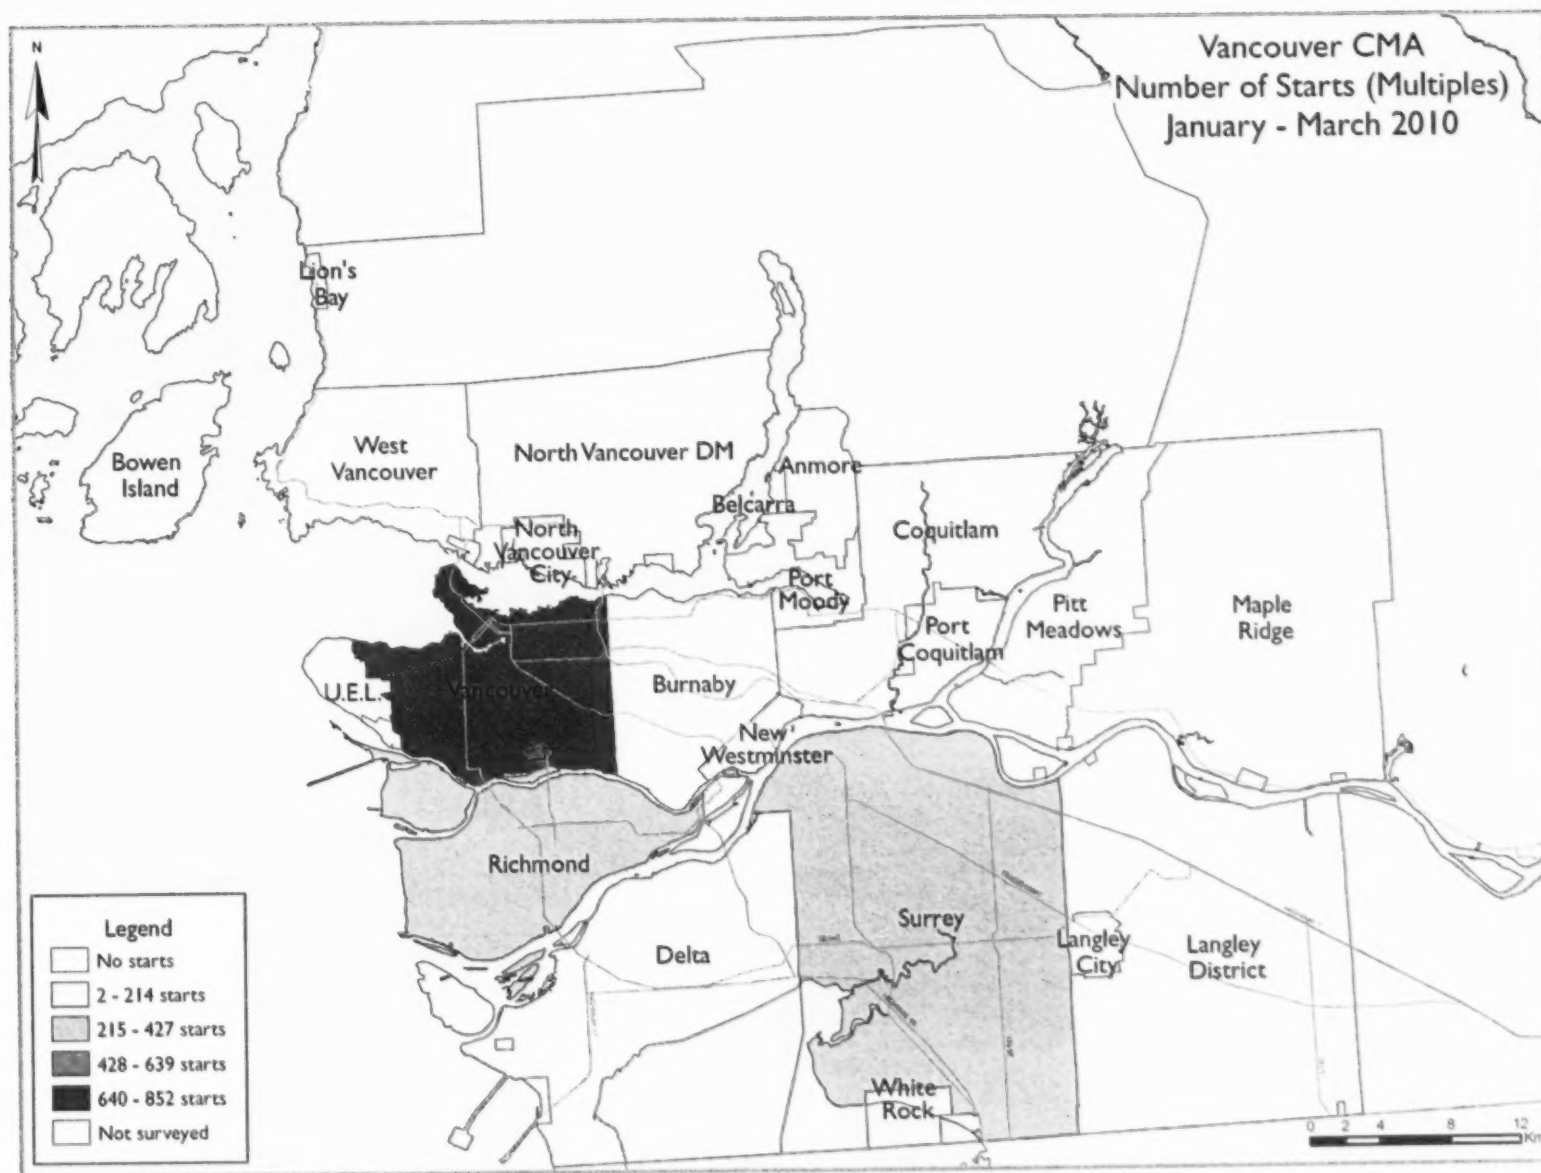 N
Vancouver CMA
Number of Starts (Multiples)
January - March 2010
Lion's
Bay
West
Vancouver
North Vancouver DM
Anmore
Bowen
Island
Belcarra
North
Vancouver
City
Coquitlam
Port
Moody
Pitt
Meadows
Maple
Ridge
Port
Coquitlam
U.E.L.
Vancouver
Burnaby
New
Westminster
Richmond
Surrey
Delta
Langley
City
Langley
District
White
Rock
Legend
No starts
2 - 214 starts
215 - 427 starts
428 - 639 starts
640 - 852 starts
Not surveyed
0 2 4 8 12
Km